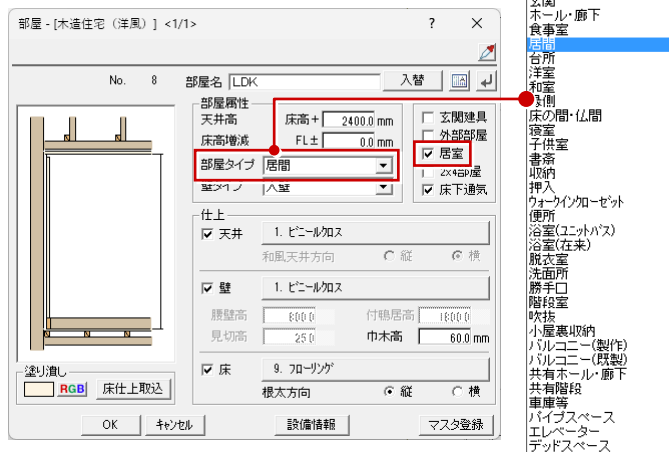 部屋 - [木造住宅（洋風）] <1/1>
? ×
No. 8 部屋名 LDK 入替
部屋属性
天井高 床高+ 2400.0 mm
床高増減 FL± 0.0 mm
部屋タイプ 居間
壁タイプ 大壁
玄関建具
外部部屋
居室
2x4部屋
床下通気
仕上
天井 1. ビニールクロス
和風天井方向 縦 横
壁 1. ビニールクロス
腰壁高 800.0 付鴨居高 1800.0
見切高 25.0 巾木高 60.0 mm
床 9. フローリング
根太方向 縦 横
塗り潰し
RGB 床仕上取込
OK キャンセル 設備情報 マスタ登録
玄関
ホール・廊下
食事室
居間
台所
洋室
和室
縁側
床の間・仏間
寝室
子供室
書斎
収納
押入
ウォークインクローゼット
便所
浴室(ユニットバス)
浴室(在来)
脱衣室
洗面所
勝手口
階段室
吹抜
小屋裏収納
バルコニー(製作)
バルコニー(既製)
共有ホール・廊下
共有階段
車庫等
パイプスペース
エレベーター
デッドスペース